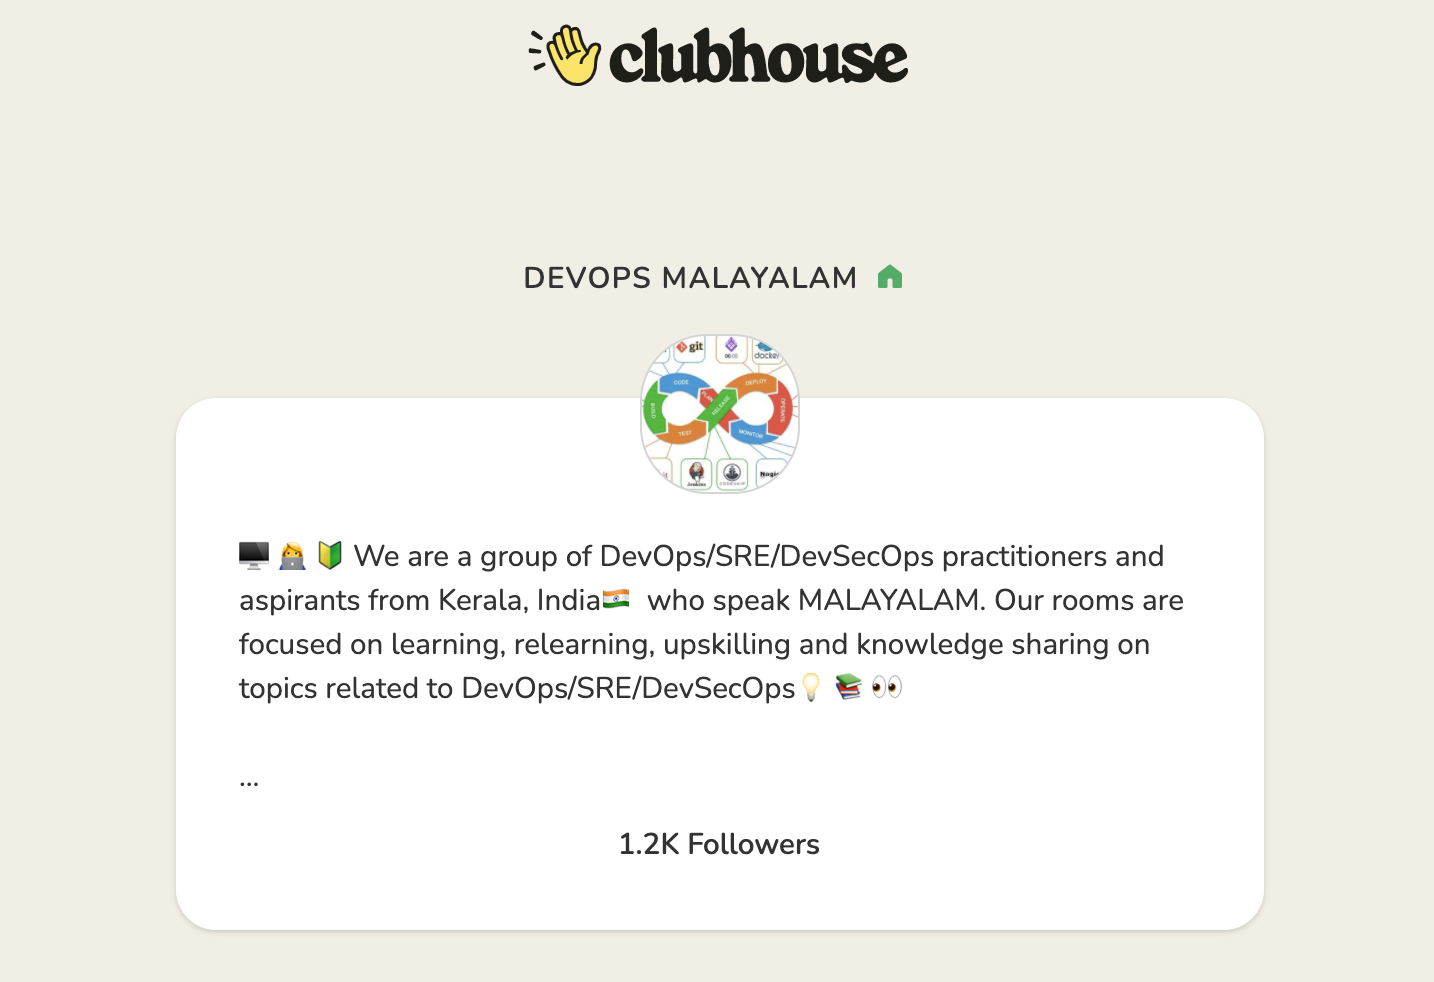 clubhouse
DEVOPS MALAYALAM
git
docker
CODE
DEPLOY
BUILD
PLAN
RELEASE
OPERATE
TEST
MONITOR
Jenkins
🖥️ 👩‍💻 🔰 We are a group of DevOps/SRE/DevSecOps practitioners and
aspirants from Kerala, India🇮🇳 who speak MALAYALAM. Our rooms are
focused on learning, relearning, upskilling and knowledge sharing on
topics related to DevOps/SRE/DevSecOps💡 📚 👀
...
1.2K Followers